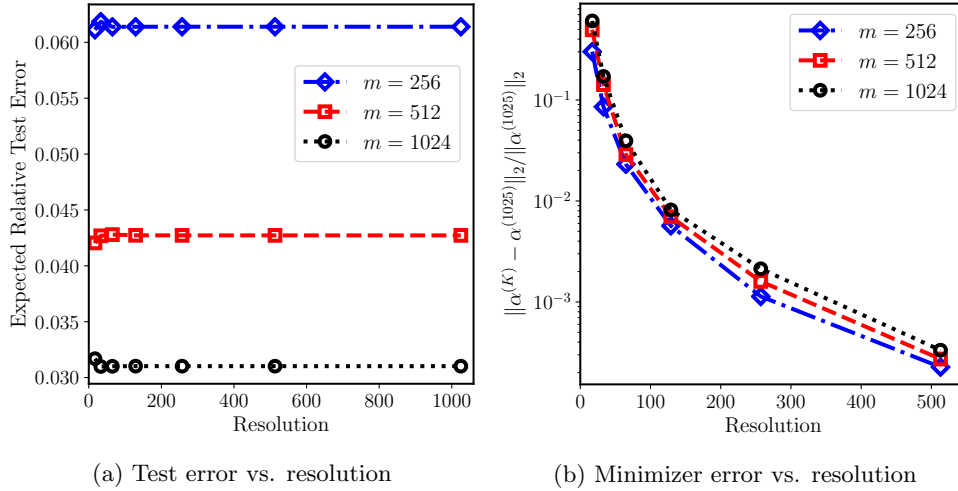 0.060
0.055
0.050
0.045
0.040
0.035
0.030
Expected Relative Test Error
m = 256
m = 512
m = 1024
0
200
400
600
800
1000
Resolution
(a) Test error vs. resolution
10⁻¹
10⁻²
10⁻³
||α^(K) − α^(1025)||₂/||α^(1025)||₂
m = 256
m = 512
m = 1024
0
100
200
300
400
500
Resolution
(b) Minimizer error vs. resolution